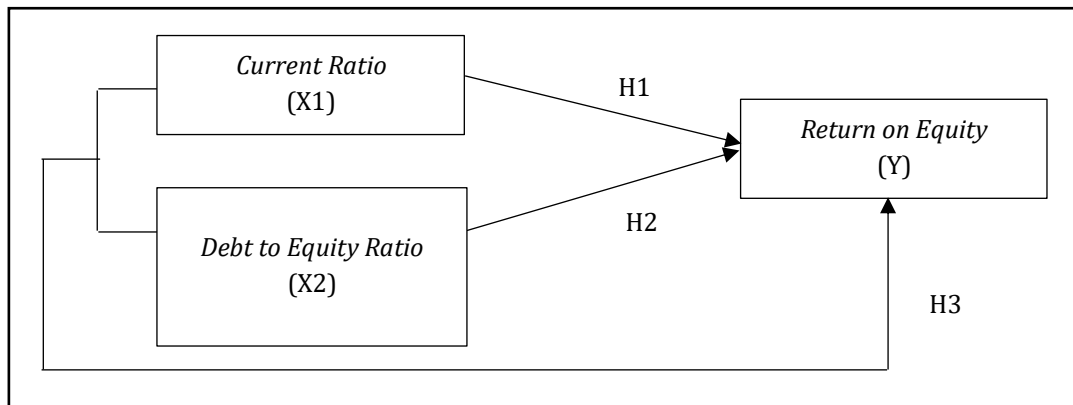 Current Ratio
(X1)
H1
Return on Equity
(Y)
Debt to Equity Ratio
(X2)
H2
H3